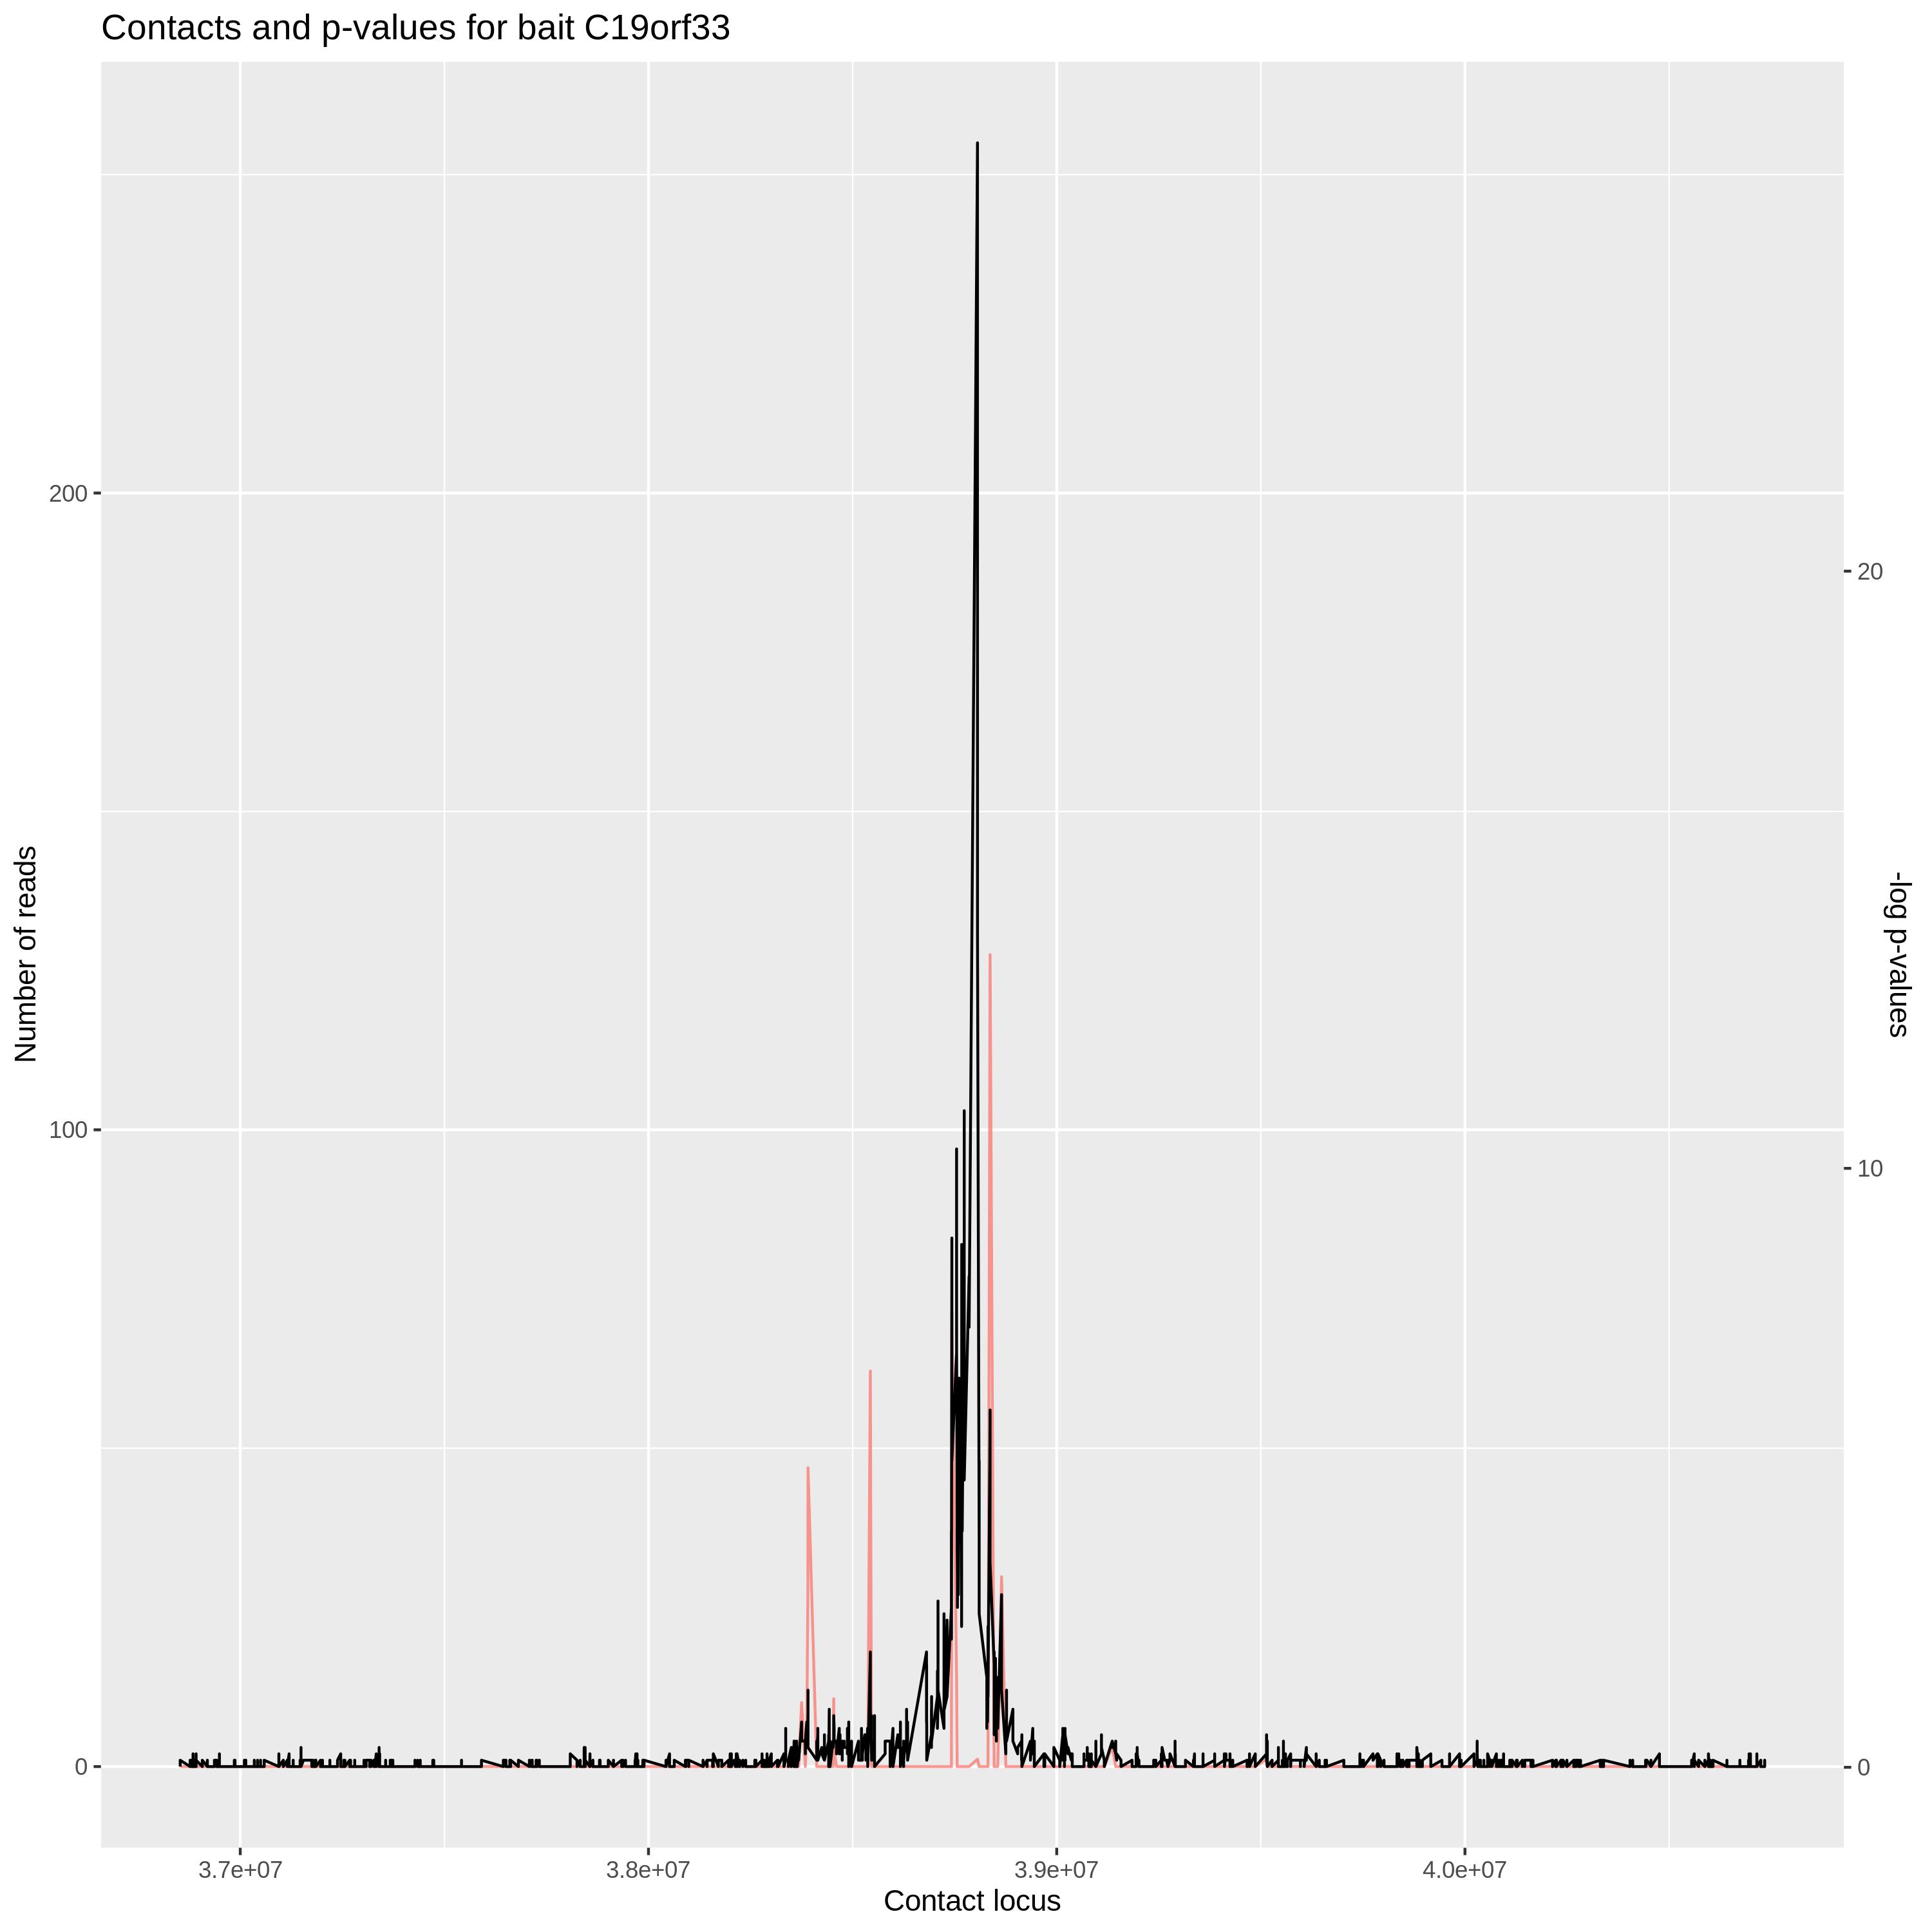 Contacts and p-values for bait C19orf33
Number of reads
200
100
0
20
10
0
-log p-values
3.7e+07
3.8e+07
3.9e+07
4.0e+07
Contact locus